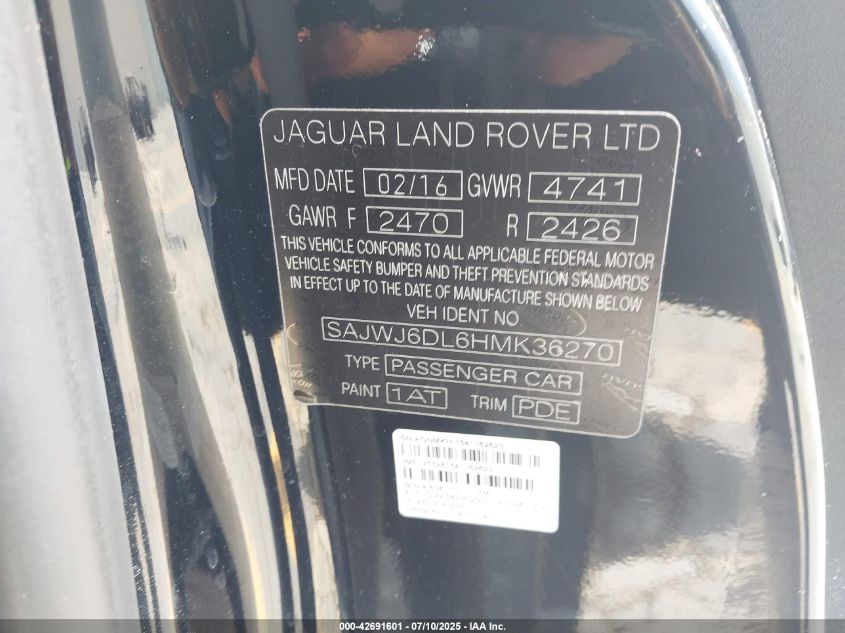 JAGUAR LAND ROVER LTD
MFD DATE 02/16 GVWR 4741
GAWR F 2470 R 2426
THIS VEHICLE CONFORMS TO ALL APPLICABLE FEDERAL MOTOR
VEHICLE SAFETY BUMPER AND THEFT PREVENTION STANDARDS
IN EFFECT UP TO THE DATE OF MANUFACTURE SHOWN BELOW
VEH IDENT NO
SAJWJ6DL6HMK36270
TYPE PASSENGER CAR
PAINT 1AT TRIM PDE
000-42691601 - 07/10/2025 - IAA Inc.